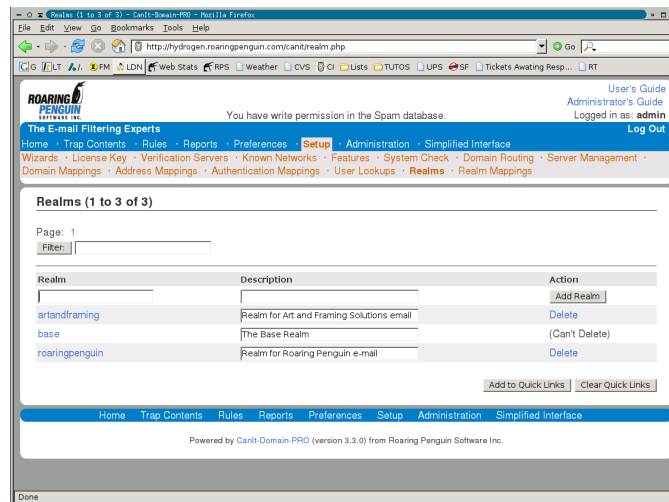 Realms (1 to 3 of 3) - CanIt-Domain-PRO - Mozilla Firefox
File Edit View Go Bookmarks Tools Help
http://hydrogen.roaringpenguin.com/canit/realm.php Go
G LT FM LDN Web Stats RPS Weather CVS CI Lists TUTOS UPS SF Tickets Awating Resp... RT
User's Guide
ROARING
PENGUIN
SOFTWARE INC.
Administrator's Guide
You have write permission in the Spam database. Logged in as: admin
The E-mail Filtering Experts Log Out
Home · Trap Contents · Rules · Reports · Preferences · Setup · Administration · Simplified Interface
Wizards · License Key · Verification Servers · Known Networks · Features · System Check · Domain Routing · Server Management ·
Domain Mappings · Address Mappings · Authentication Mappings · User Lookups · Realms · Realm Mappings
Realms (1 to 3 of 3)
Page: 1
Filter:
Realm Description Action
Add Realm
artandframing Realm for Art and Framing Solutions email Delete
base The Base Realm (Can't Delete)
roaringpenguin Realm for Roaring Penguin e-mail Delete
Add to Quick Links Clear Quick Links
Home Trap Contents Rules Reports Preferences Setup Administration Simplified Interface
Powered by CanIt-Domain-PRO (version 3.3.0) from Roaring Penguin Software Inc.
Done